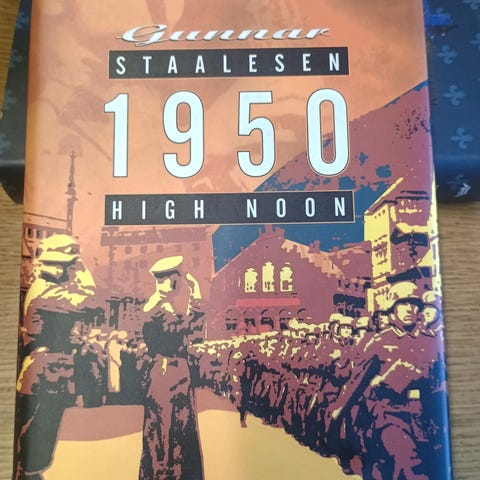 Gunnar
STAALESEN
1950
HIGH NOON